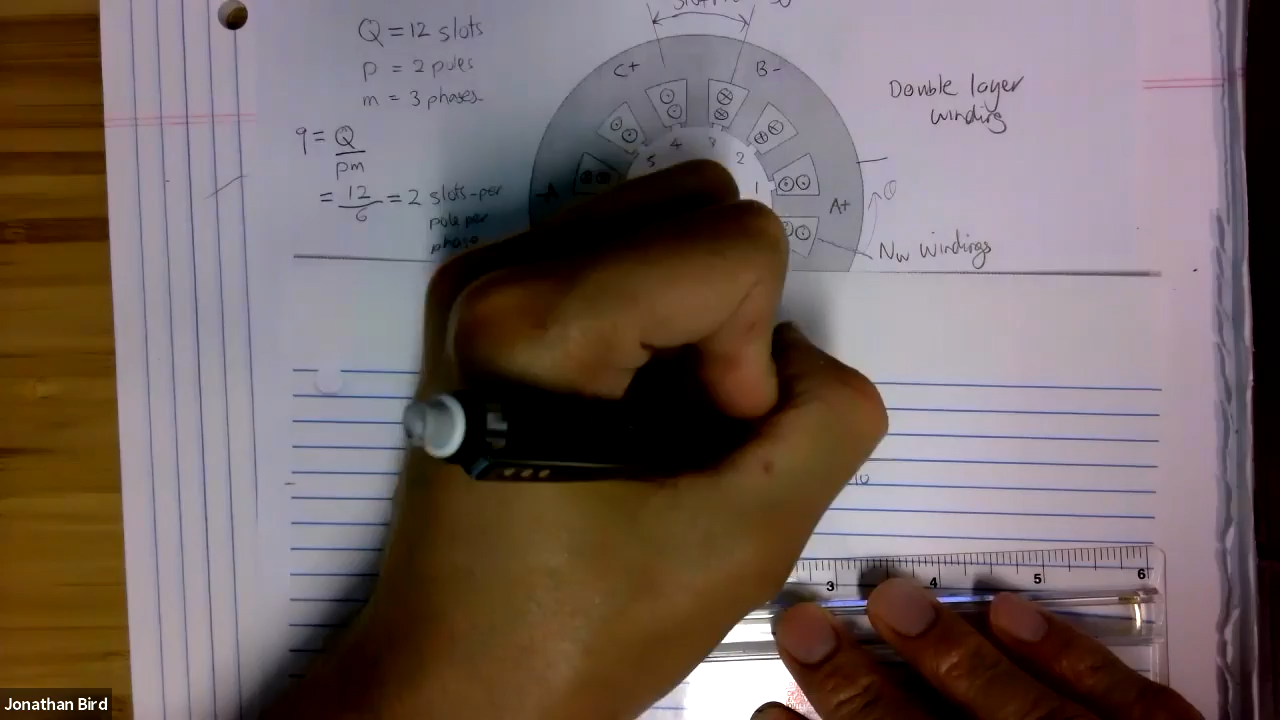 Q = 12 slots
p = 2 poles
m = 3 phases
q = Q
pm
= 12 = 2 slots per
6
pole per
phase
C+
B-
Double layer
winding
5
4
3
2
1
-A
A+
θ
Nw windings
10
3
4
5
6
Jonathan Bird